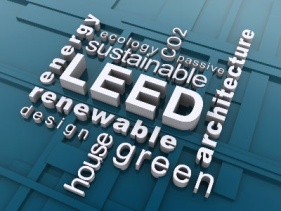 energy
ecology
CO2
passive
sustainable
LEED
architecture
renewable
design
house
green